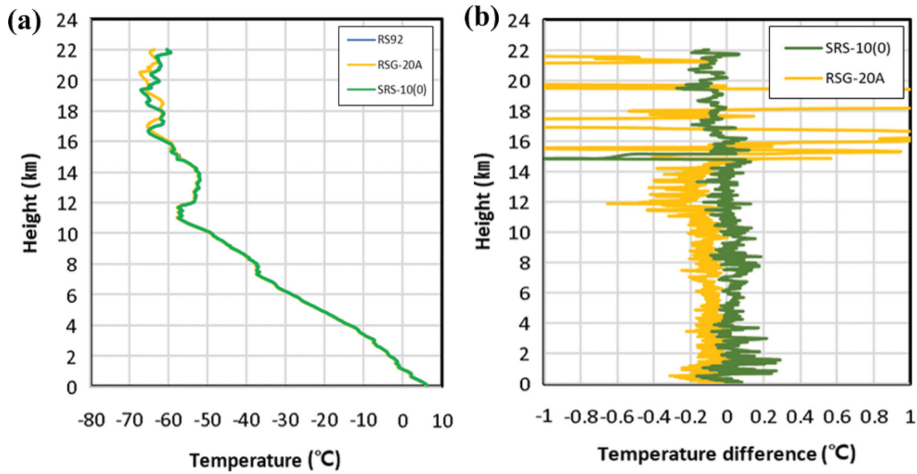 (a)
24
22
20
18
16
14
12
10
8
6
4
2
0
Height (km)
-80 -70 -60 -50 -40 -30 -20 -10 0 10
Temperature (℃)
RS92
RSG-20A
SRS-10(0)
(b)
24
22
20
18
16
14
12
10
8
6
4
2
0
Height (km)
-1 -0.8 -0.6 -0.4 -0.2 0 0.2 0.4 0.6 0.8 1
Temperature difference (℃)
SRS-10(0)
RSG-20A